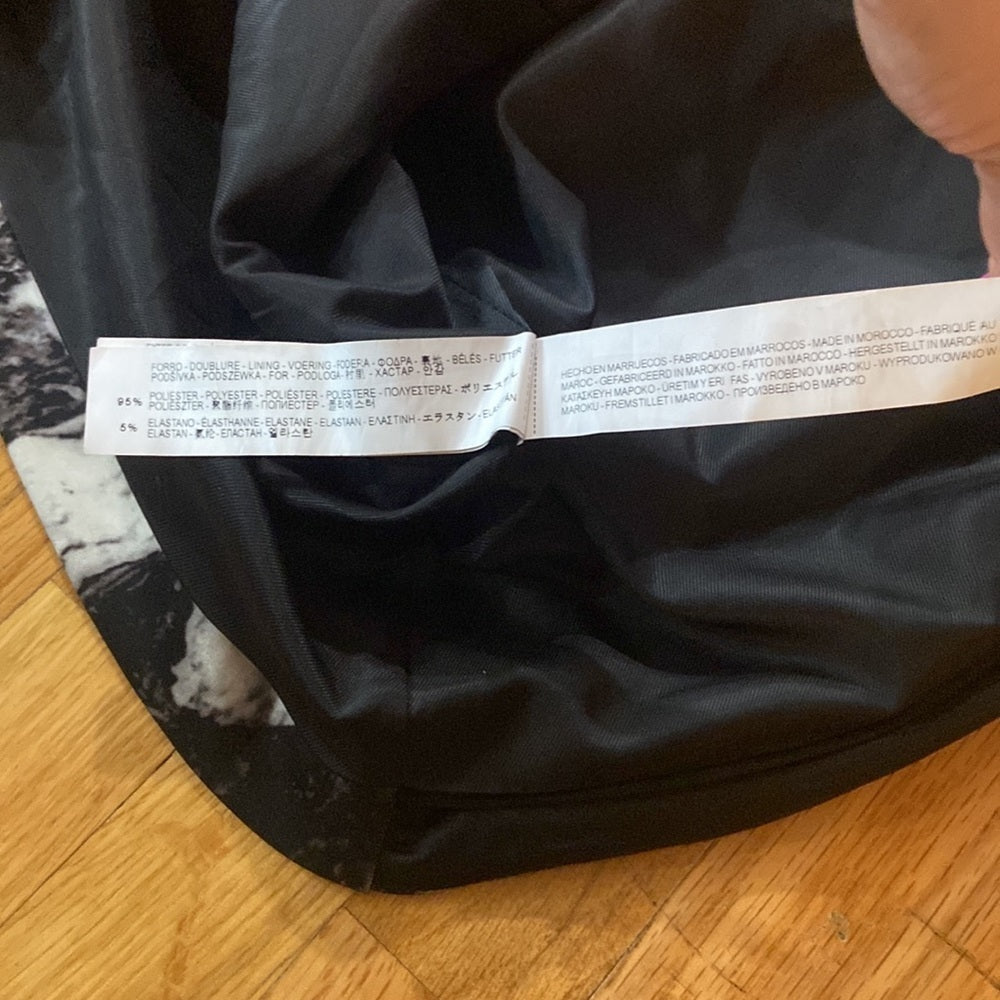 FORRO - DOUBLURE - LINING - VOERING - FODERA - ΦΟΔΡΑ - 裏地 - BÉLÉS - FUTTER
PODŠÍVKA - PODSZEWKA - FOR - PODLOGA - 衬里 - ХАСТАР - 안감
95% POLIÉSTER - POLYESTER - POLIÉSTER - POLIESTERE - ΠΟΛΥΕΣΤΕΡΑΣ - ポリエステル
POLIÉSZTER - 聚酯纤维 - ПОЛИЕСТЕР - 폴리에스터
5% ELASTANO - ÉLASTHANNE - ELASTANE - ELASTAAN - ΕΛΑΣΤΙΝΗ - エラスタン - ELASZTÁN
ELASTAN - 氨纶 - ЕЛАСТАН - 엘라스탄
HECHO EN MARRUECOS - FABRICADO EM MARROCOS - MADE IN MOROCCO - FABRIQUÉ AU
MAROC - GEFABRICEERD IN MAROKKO - FATTO IN MAROCCO - HERGESTELLT IN MAROKKO
ΚΑΤΑΣΚΕΥΗ ΜΑΡΟΚΟ - ÜRETIM YERI FAS - VYROBENO V MAROKU - WYPRODUKOWANO W
MAROKU - FREMSTILLET I MAROKKO - ПРОИЗВЕДЕНО В МАРОКО